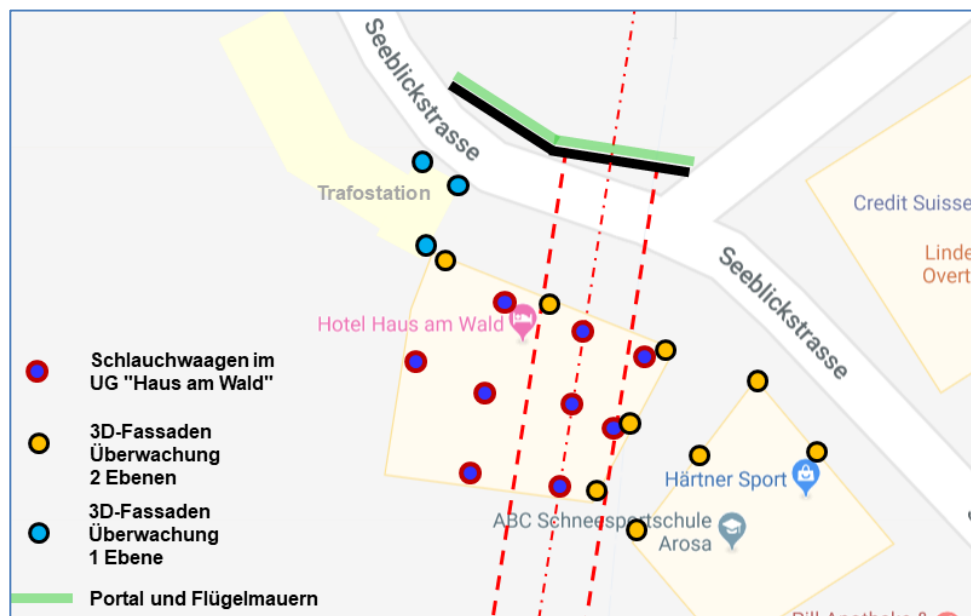 Seeblickstrasse
Trafostation
Credit Suisse
Linde
Overt
Seeblickstrasse
Hotel Haus am Wald
Schlauchwaagen im
UG "Haus am Wald"
3D-Fassaden
Überwachung
2 Ebenen
Härtner Sport
3D-Fassaden
Überwachung
1 Ebene
ABC Schneesportschule
Arosa
Portal und Flügelmauern